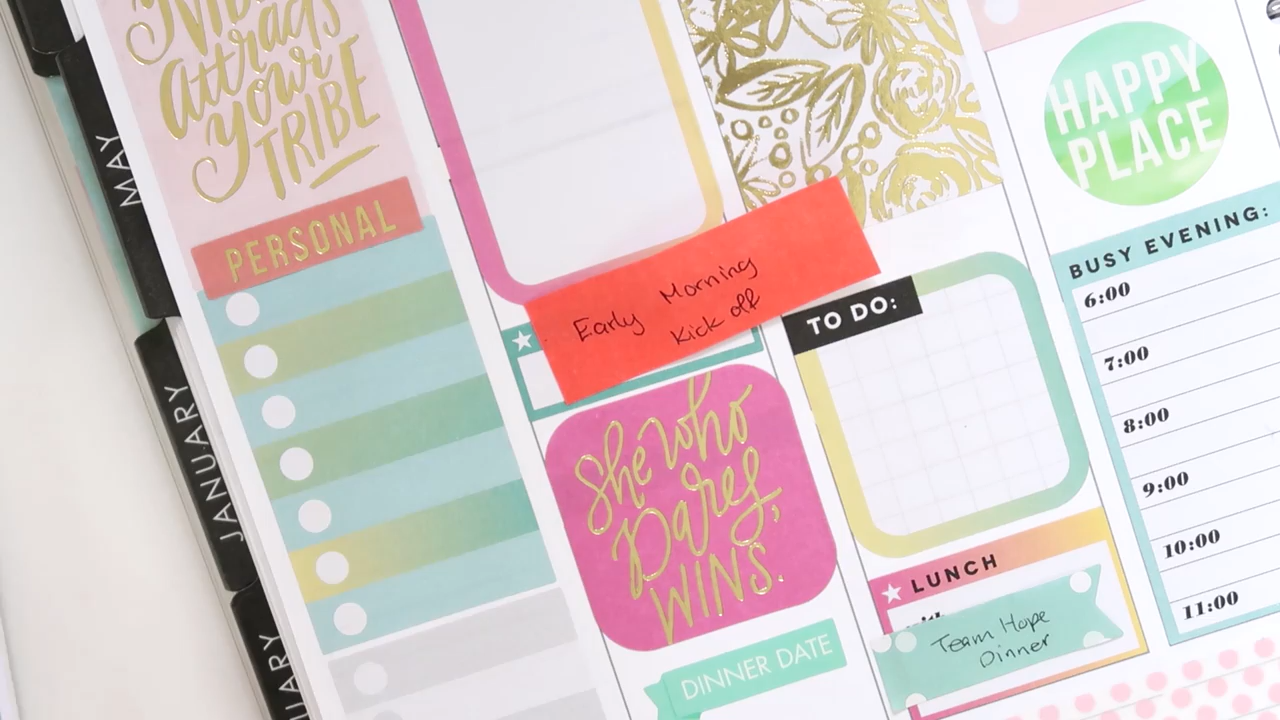 Attracts
your
TRIBE
PERSONAL
MAY
JANUARY
Early Morning
Kick off
She who
Dares,
WINS.
DINNER DATE
TO DO:
LUNCH
Team Hope
Dinner
HAPPY
PLACE
BUSY EVENING:
6:00
7:00
8:00
9:00
10:00
11:00